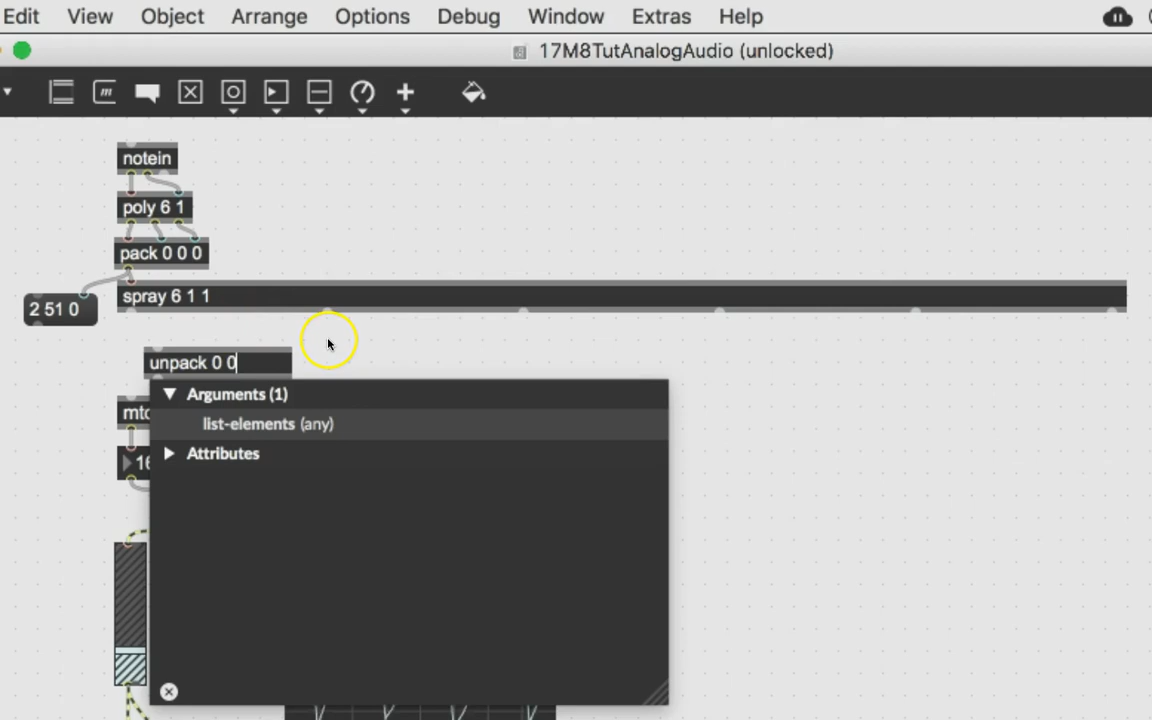 Edit View Object Arrange Options Debug Window Extras Help
17M8TutAnalogAudio (unlocked)
m
notein
poly 6 1
pack 0 0 0
spray 6 1 1
2 51 0
unpack 0 0
Arguments (1)
list-elements (any)
Attributes